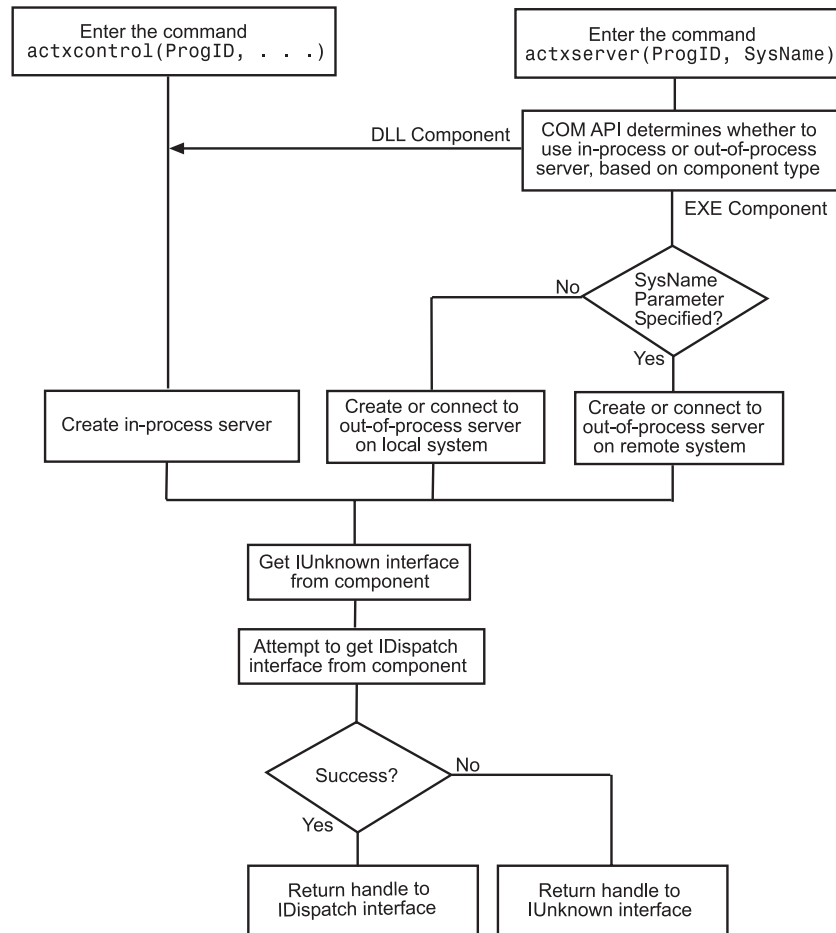 Enter the command
actxcontrol(ProgID, . . .)
Enter the command
actxserver(ProgID, SysName)
DLL Component
COM API determines whether to
use in-process or out-of-process
server, based on component type
EXE Component
No
SysName
Parameter
Specified?
Yes
Create in-process server
Create or connect to
out-of-process server
on local system
Create or connect to
out-of-process server
on remote system
Get IUnknown interface
from component
Attempt to get IDispatch
interface from component
Success?
No
Yes
Return handle to
IDispatch interface
Return handle to
IUnknown interface